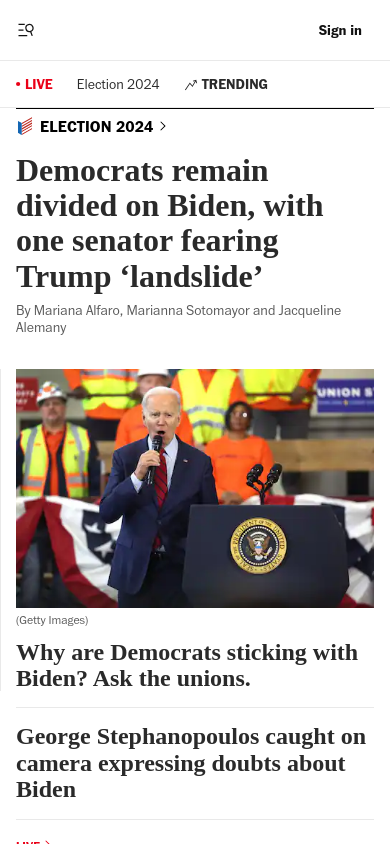 Sign in
LIVE
Election 2024
TRENDING
ELECTION 2024
Democrats remain
divided on Biden, with
one senator fearing
Trump ‘landslide’
By Mariana Alfaro, Marianna Sotomayor and Jacqueline
Alemany
UNION S
(Getty Images)
Why are Democrats sticking with
Biden? Ask the unions.
George Stephanopoulos caught on
camera expressing doubts about
Biden
LIVE